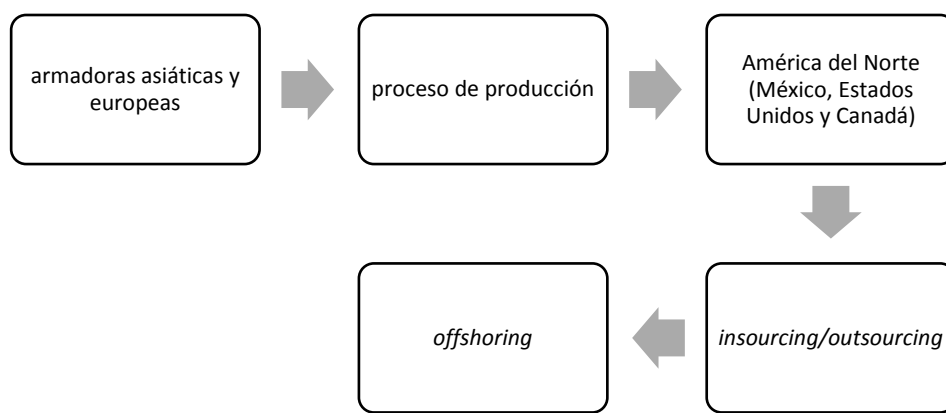 armadoras asiáticas y
europeas
proceso de producción
América del Norte
(México, Estados
Unidos y Canadá)
insourcing/outsourcing
offshoring